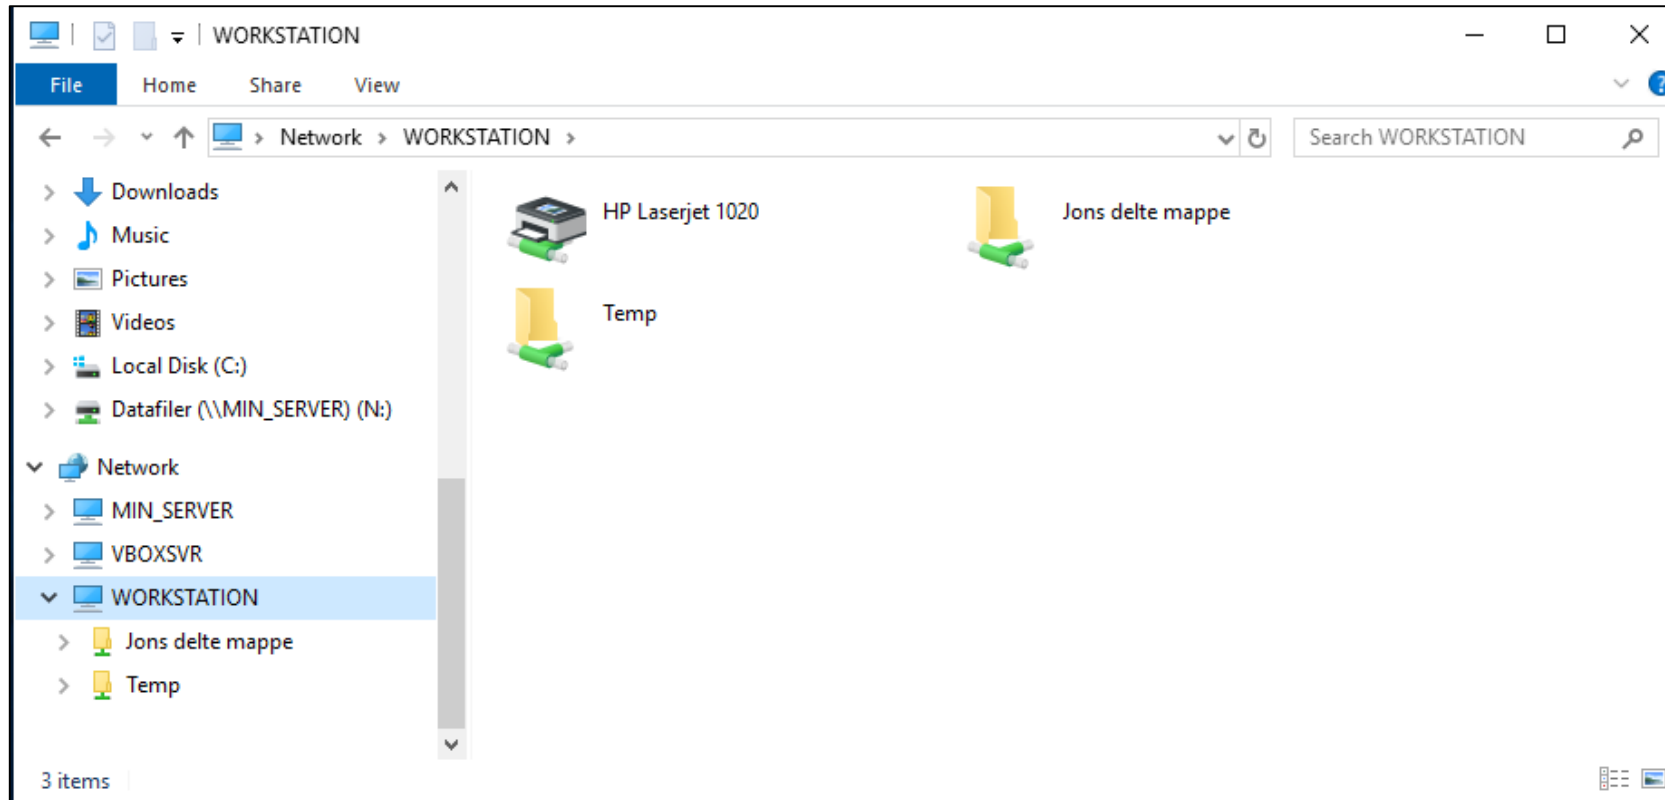 WORKSTATION
File Home Share View
?
Network WORKSTATION
Search WORKSTATION
Downloads
Music
Pictures
Videos
Local Disk (C:)
Datafiler (\\MIN_SERVER) (N:)
Network
MIN_SERVER
VBOXSVR
WORKSTATION
Jons delte mappe
Temp
HP Laserjet 1020
Jons delte mappe
Temp
3 items